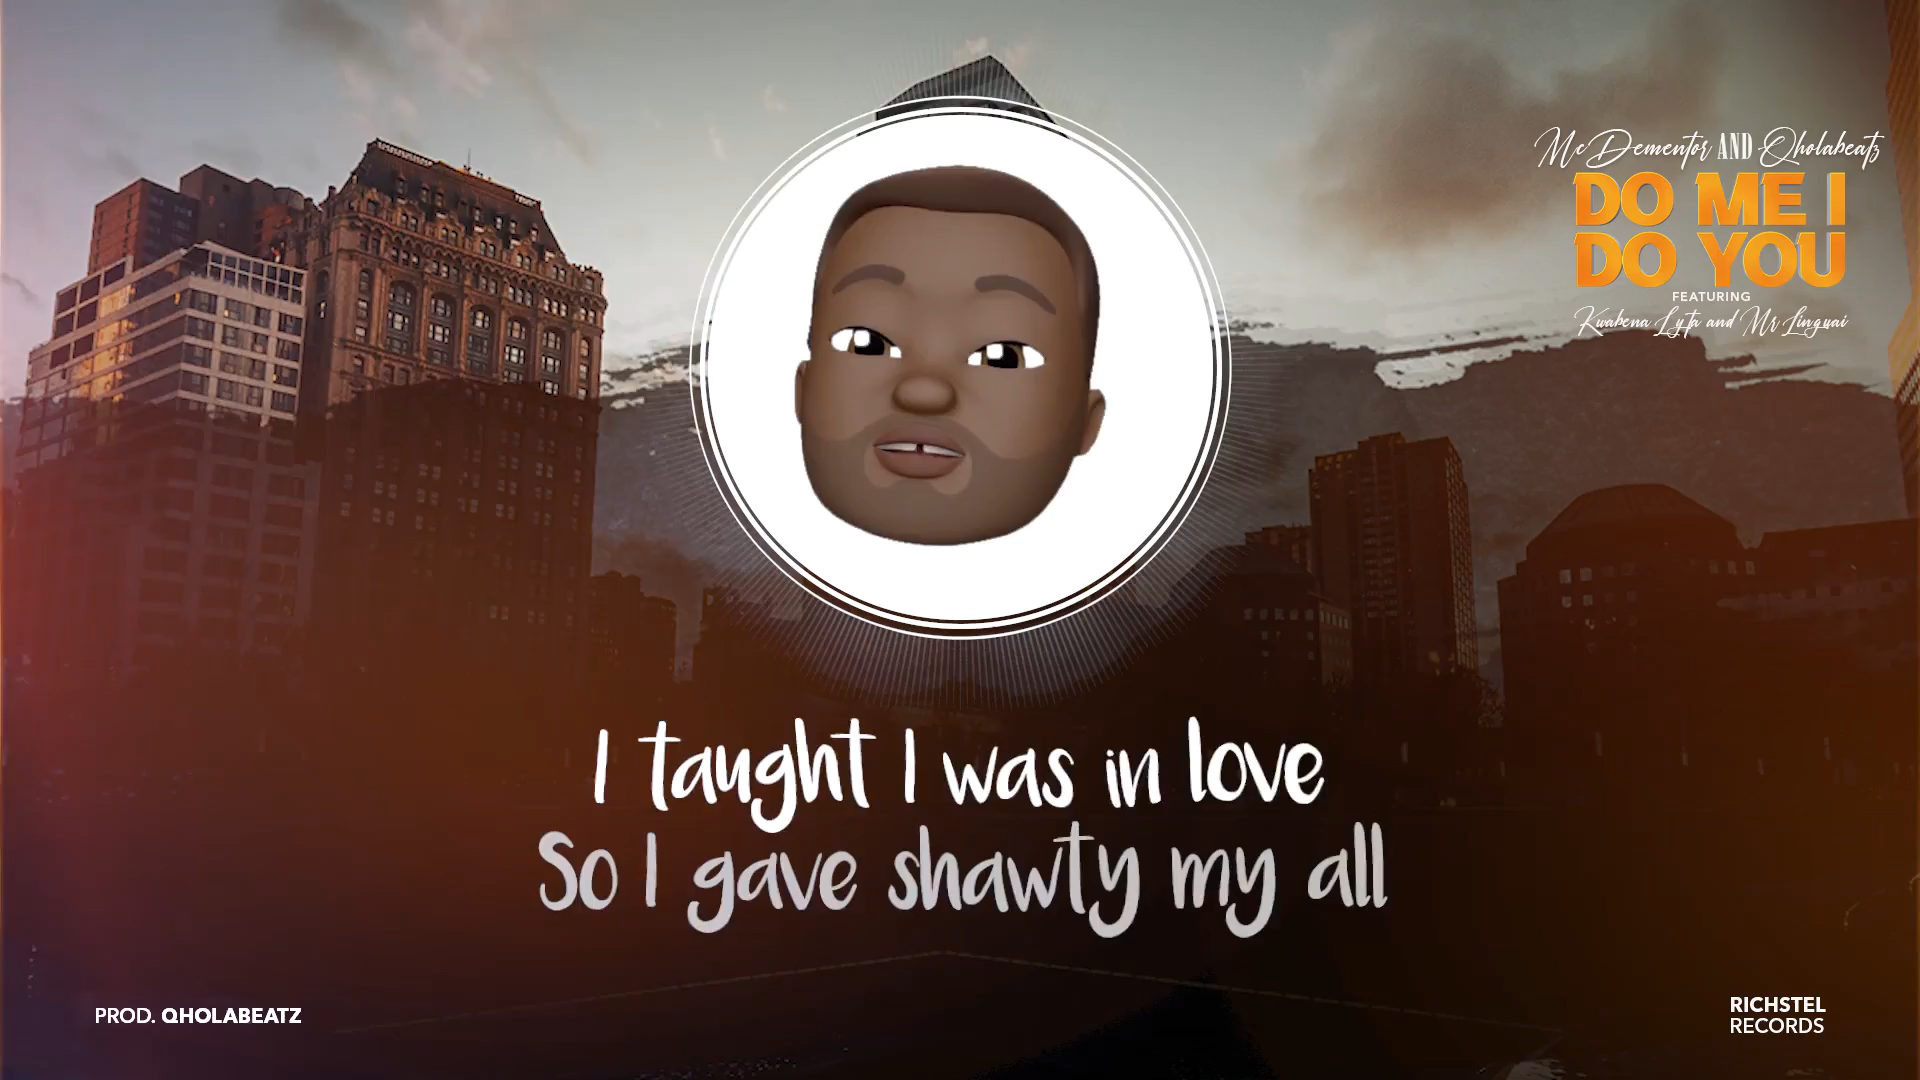 Mc Dementor AND Qholabeatz
DO ME I
DO YOU
FEATURING
Kwabena Lyta and Mr Linguai
I taught I was in love
So I gave shawty my all
PROD. QHOLABEATZ
RICHSTEL
RECORDS